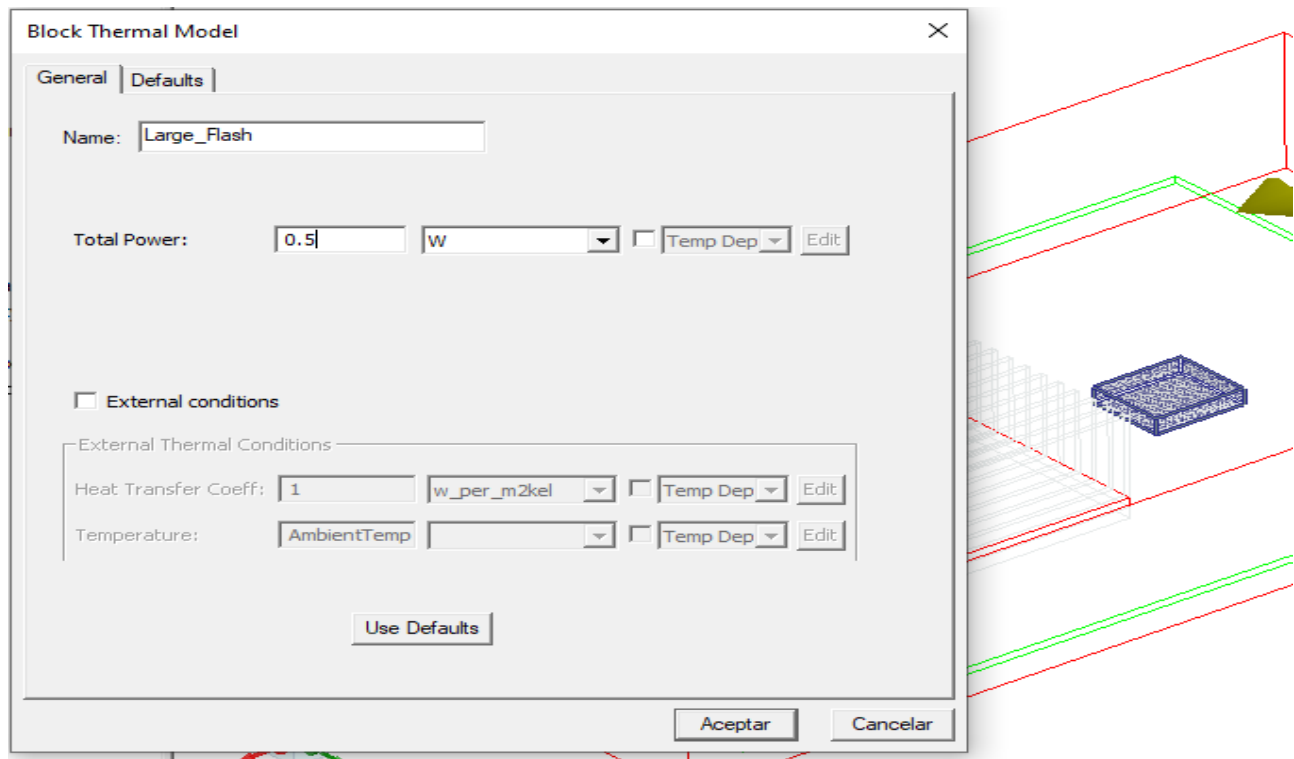 Block Thermal Model
General Defaults
Name: Large_Flash
Total Power: 0.5 W Temp Dep Edit
External conditions
External Thermal Conditions
Heat Transfer Coeff: 1 w_per_m2kel Temp Dep Edit
Temperature: AmbientTemp Temp Dep Edit
Use Defaults
Aceptar Cancelar